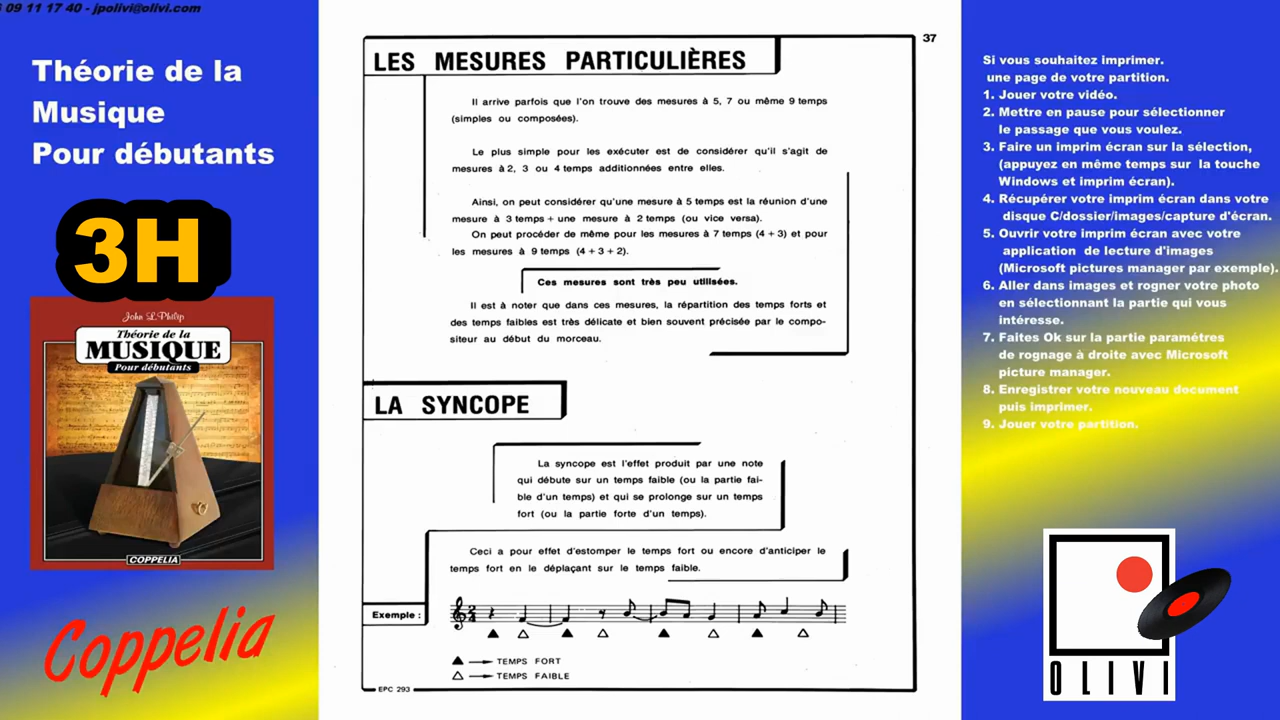 09 11 17 40 - jpolivi@olivi.com
Théorie de la
Musique
Pour débutants
3H
John L. Philip
Théorie de la
MUSIQUE
Pour débutants
COPPELIA
Coppelia
37
LES MESURES PARTICULIÈRES
Il arrive parfois que l'on trouve des mesures à 5, 7 ou même 9 temps
(simples ou composées).
Le plus simple pour les exécuter est de considérer qu'il s'agit de
mesures à 2, 3 ou 4 temps additionnées entre elles.
Ainsi, on peut considérer qu'une mesure à 5 temps est la réunion d'une
mesure à 3 temps + une mesure à 2 temps (ou vice versa).
On peut procéder de même pour les mesures à 7 temps (4 + 3) et pour
les mesures à 9 temps (4 + 3 + 2).
Ces mesures sont très peu utilisées.
Il est à noter que dans ces mesures, la répartition des temps forts et
des temps faibles est très délicate et bien souvent précisée par le compo-
siteur au début du morceau.
LA SYNCOPE
La syncope est l'effet produit par une note
qui débute sur un temps faible (ou la partie fai-
ble d'un temps) et qui se prolonge sur un temps
fort (ou la partie forte d'un temps).
Ceci a pour effet d'estomper le temps fort ou encore d'anticiper le
temps fort en le déplaçant sur le temps faible.
Exemple :
2
4
TEMPS FORT
TEMPS FAIBLE
EPC 293
Si vous souhaitez imprimer.
une page de votre partition.
1. Jouer votre vidéo.
2. Mettre en pause pour sélectionner
le passage que vous voulez.
3. Faire un imprim écran sur la sélection,
(appuyez en même temps sur la touche
Windows et imprim écran).
4. Récupérer votre imprim écran dans votre
disque C/dossier/images/capture d'écran.
5. Ouvrir votre imprim écran avec votre
application de lecture d'images
(Microsoft pictures manager par exemple).
6. Aller dans images et rogner votre photo
en sélectionnant la partie qui vous
intéresse.
7. Faites Ok sur la partie paramétres
de rognage à droite avec Microsoft
picture manager.
8. Enregistrer votre nouveau document
puis imprimer.
9. Jouer votre partition.
OLIVI